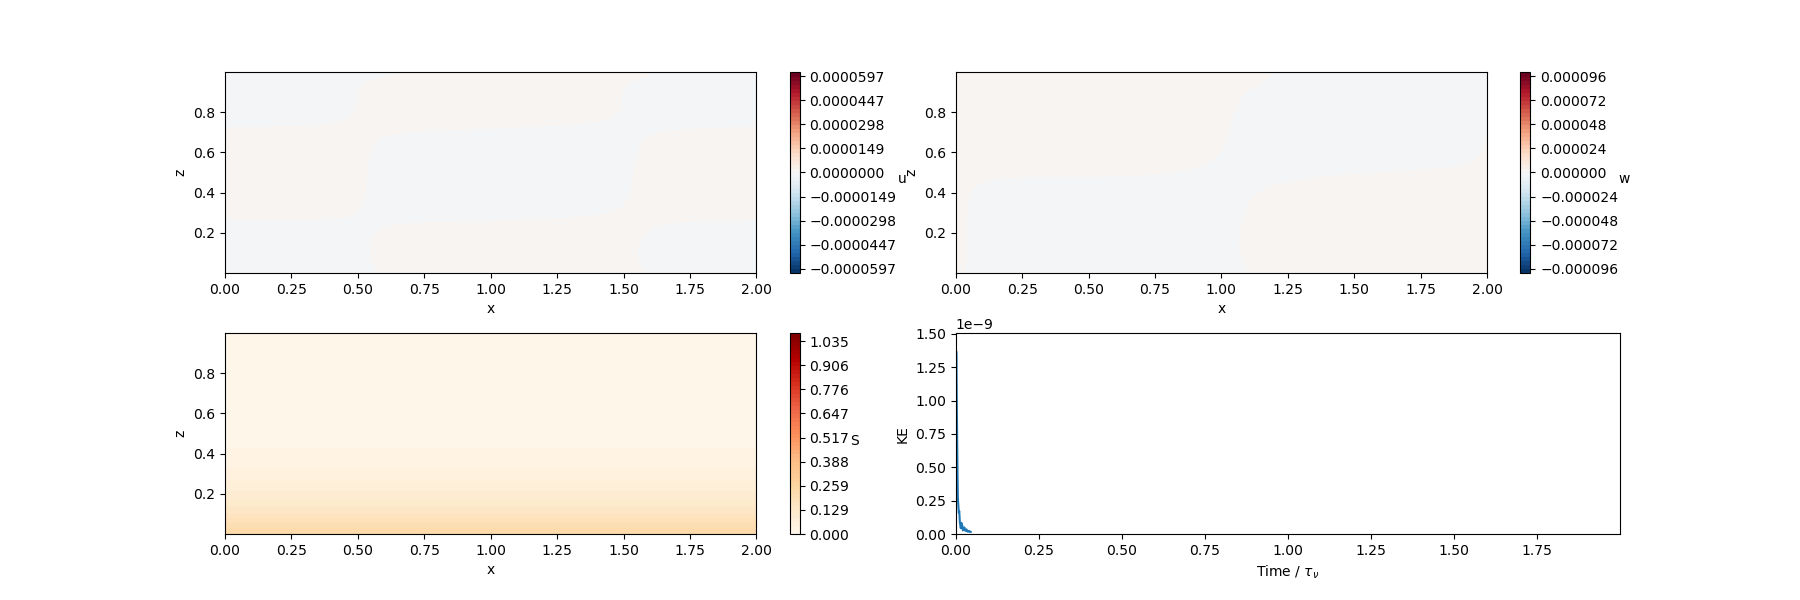 0.8
0.6
0.4
0.2
z
0.00 0.25 0.50 0.75 1.00 1.25 1.50 1.75 2.00
x
0.0000597
0.0000447
0.0000298
0.0000149
0.0000000
−0.0000149
−0.0000298
−0.0000447
−0.0000597
u
0.8
0.6
0.4
0.2
z
0.00 0.25 0.50 0.75 1.00 1.25 1.50 1.75 2.00
x
0.000096
0.000072
0.000048
0.000024
0.000000
−0.000024
−0.000048
−0.000072
−0.000096
w
0.8
0.6
0.4
0.2
z
0.00 0.25 0.50 0.75 1.00 1.25 1.50 1.75 2.00
x
1.035
0.906
0.776
0.647
0.517
0.388
0.259
0.129
0.000
S
1e−9
1.50
1.25
1.00
0.75
0.50
0.25
0.00
KE
0.00 0.25 0.50 0.75 1.00 1.25 1.50 1.75
Time / τν